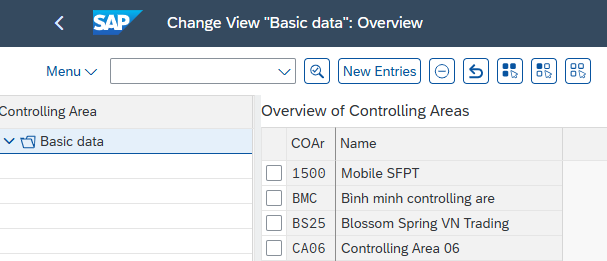 SAP Change View "Basic data": Overview
Menu New Entries
Controlling Area
Basic data
Overview of Controlling Areas
COAr Name
1500 Mobile SFPT
BMC Bình minh controlling are
BS25 Blossom Spring VN Trading
CA06 Controlling Area 06